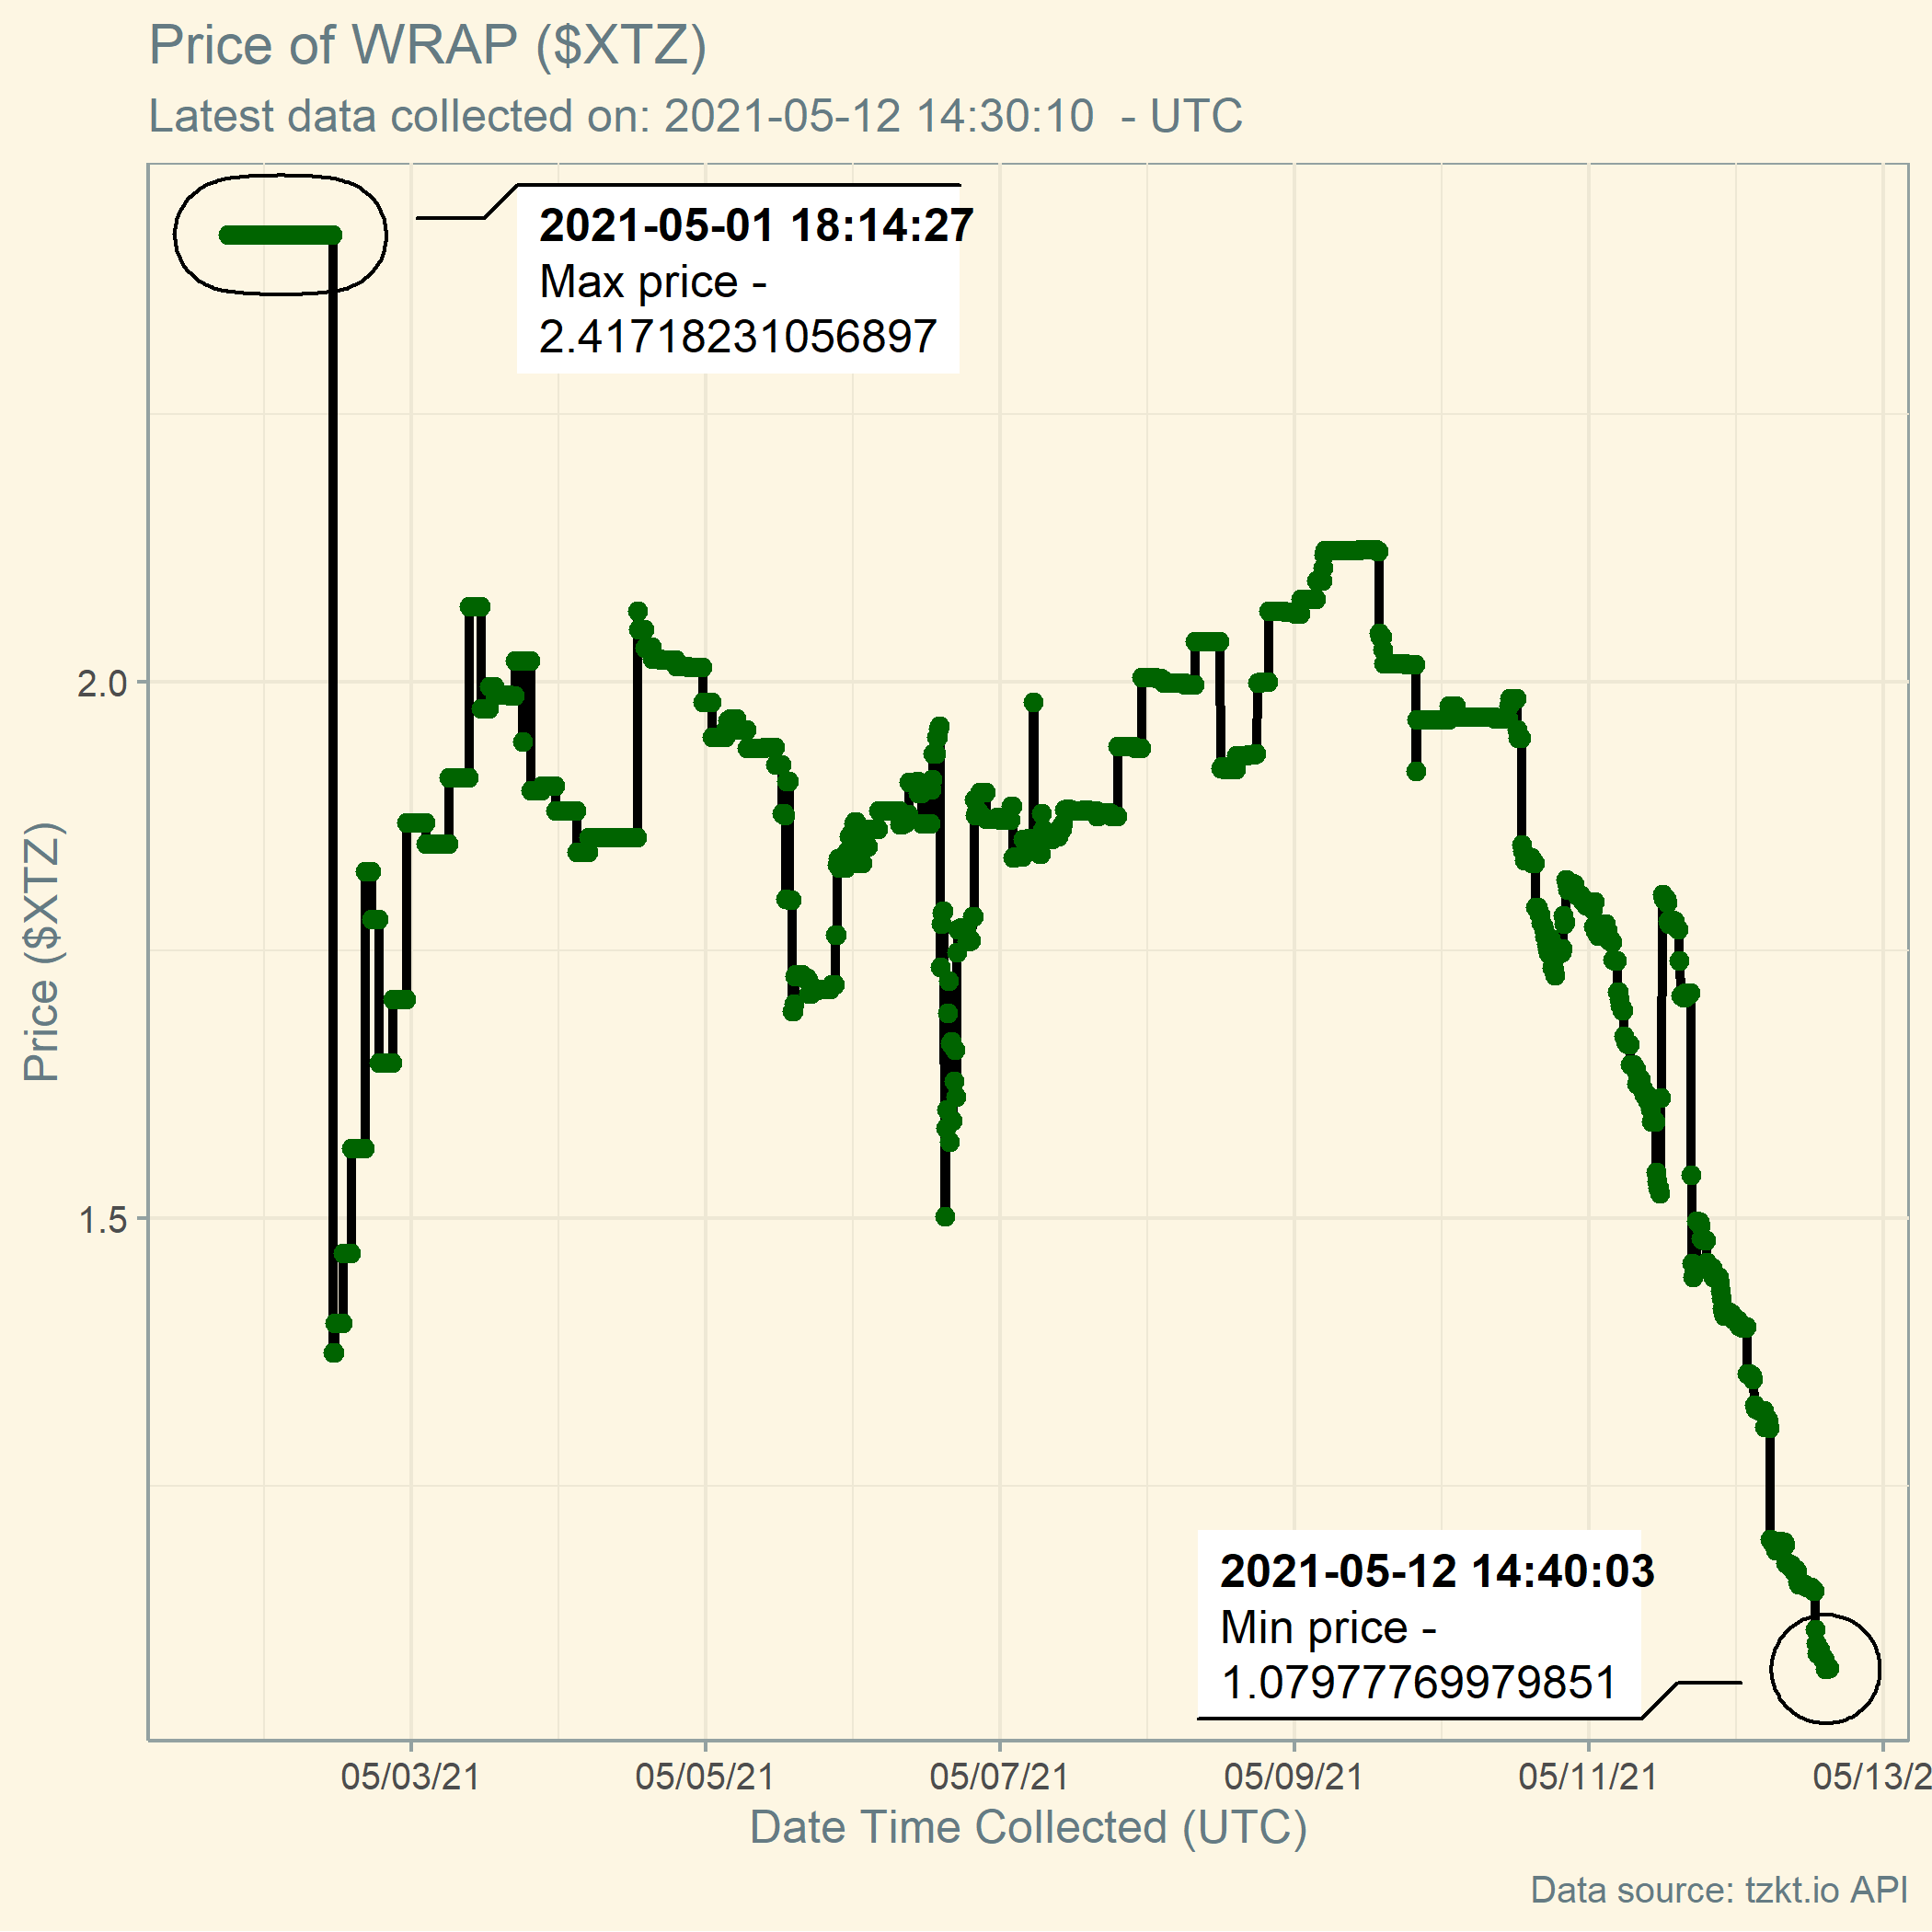 Price of WRAP ($XTZ)
Latest data collected on: 2021-05-12 14:30:10  - UTC
2021-05-01 18:14:27
Max price -
2.41718231056897
2.0
Price ($XTZ)
1.5
2021-05-12 14:40:03
Min price -
1.07977769979851
05/03/21
05/05/21
05/07/21
05/09/21
05/11/21
05/13/2
Date Time Collected (UTC)
Data source: tzkt.io API